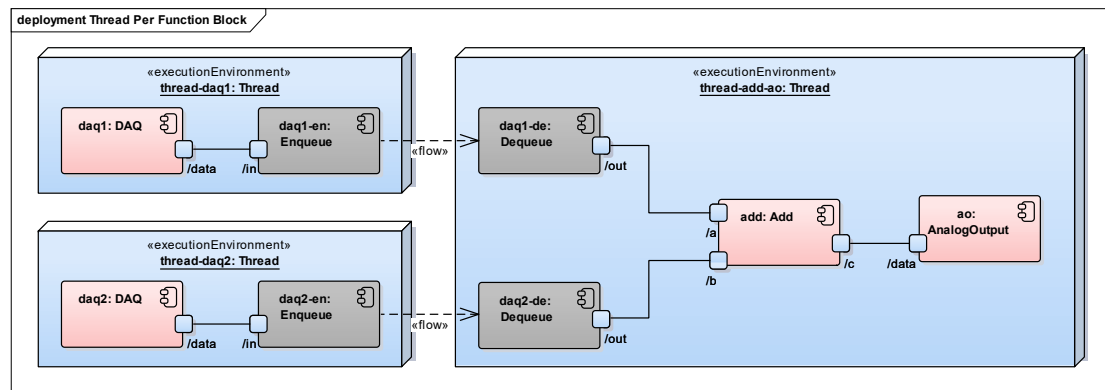 deployment Thread Per Function Block
«executionEnvironment»
thread-daq1: Thread
daq1: DAQ
/data
daq1-en:
Enqueue
/in
«flow»
«executionEnvironment»
thread-daq2: Thread
daq2: DAQ
/data
daq2-en:
Enqueue
/in
«flow»
«executionEnvironment»
thread-add-ao: Thread
daq1-de:
Dequeue
/out
daq2-de:
Dequeue
/out
add: Add
/a
/b
/c
ao:
AnalogOutput
/data